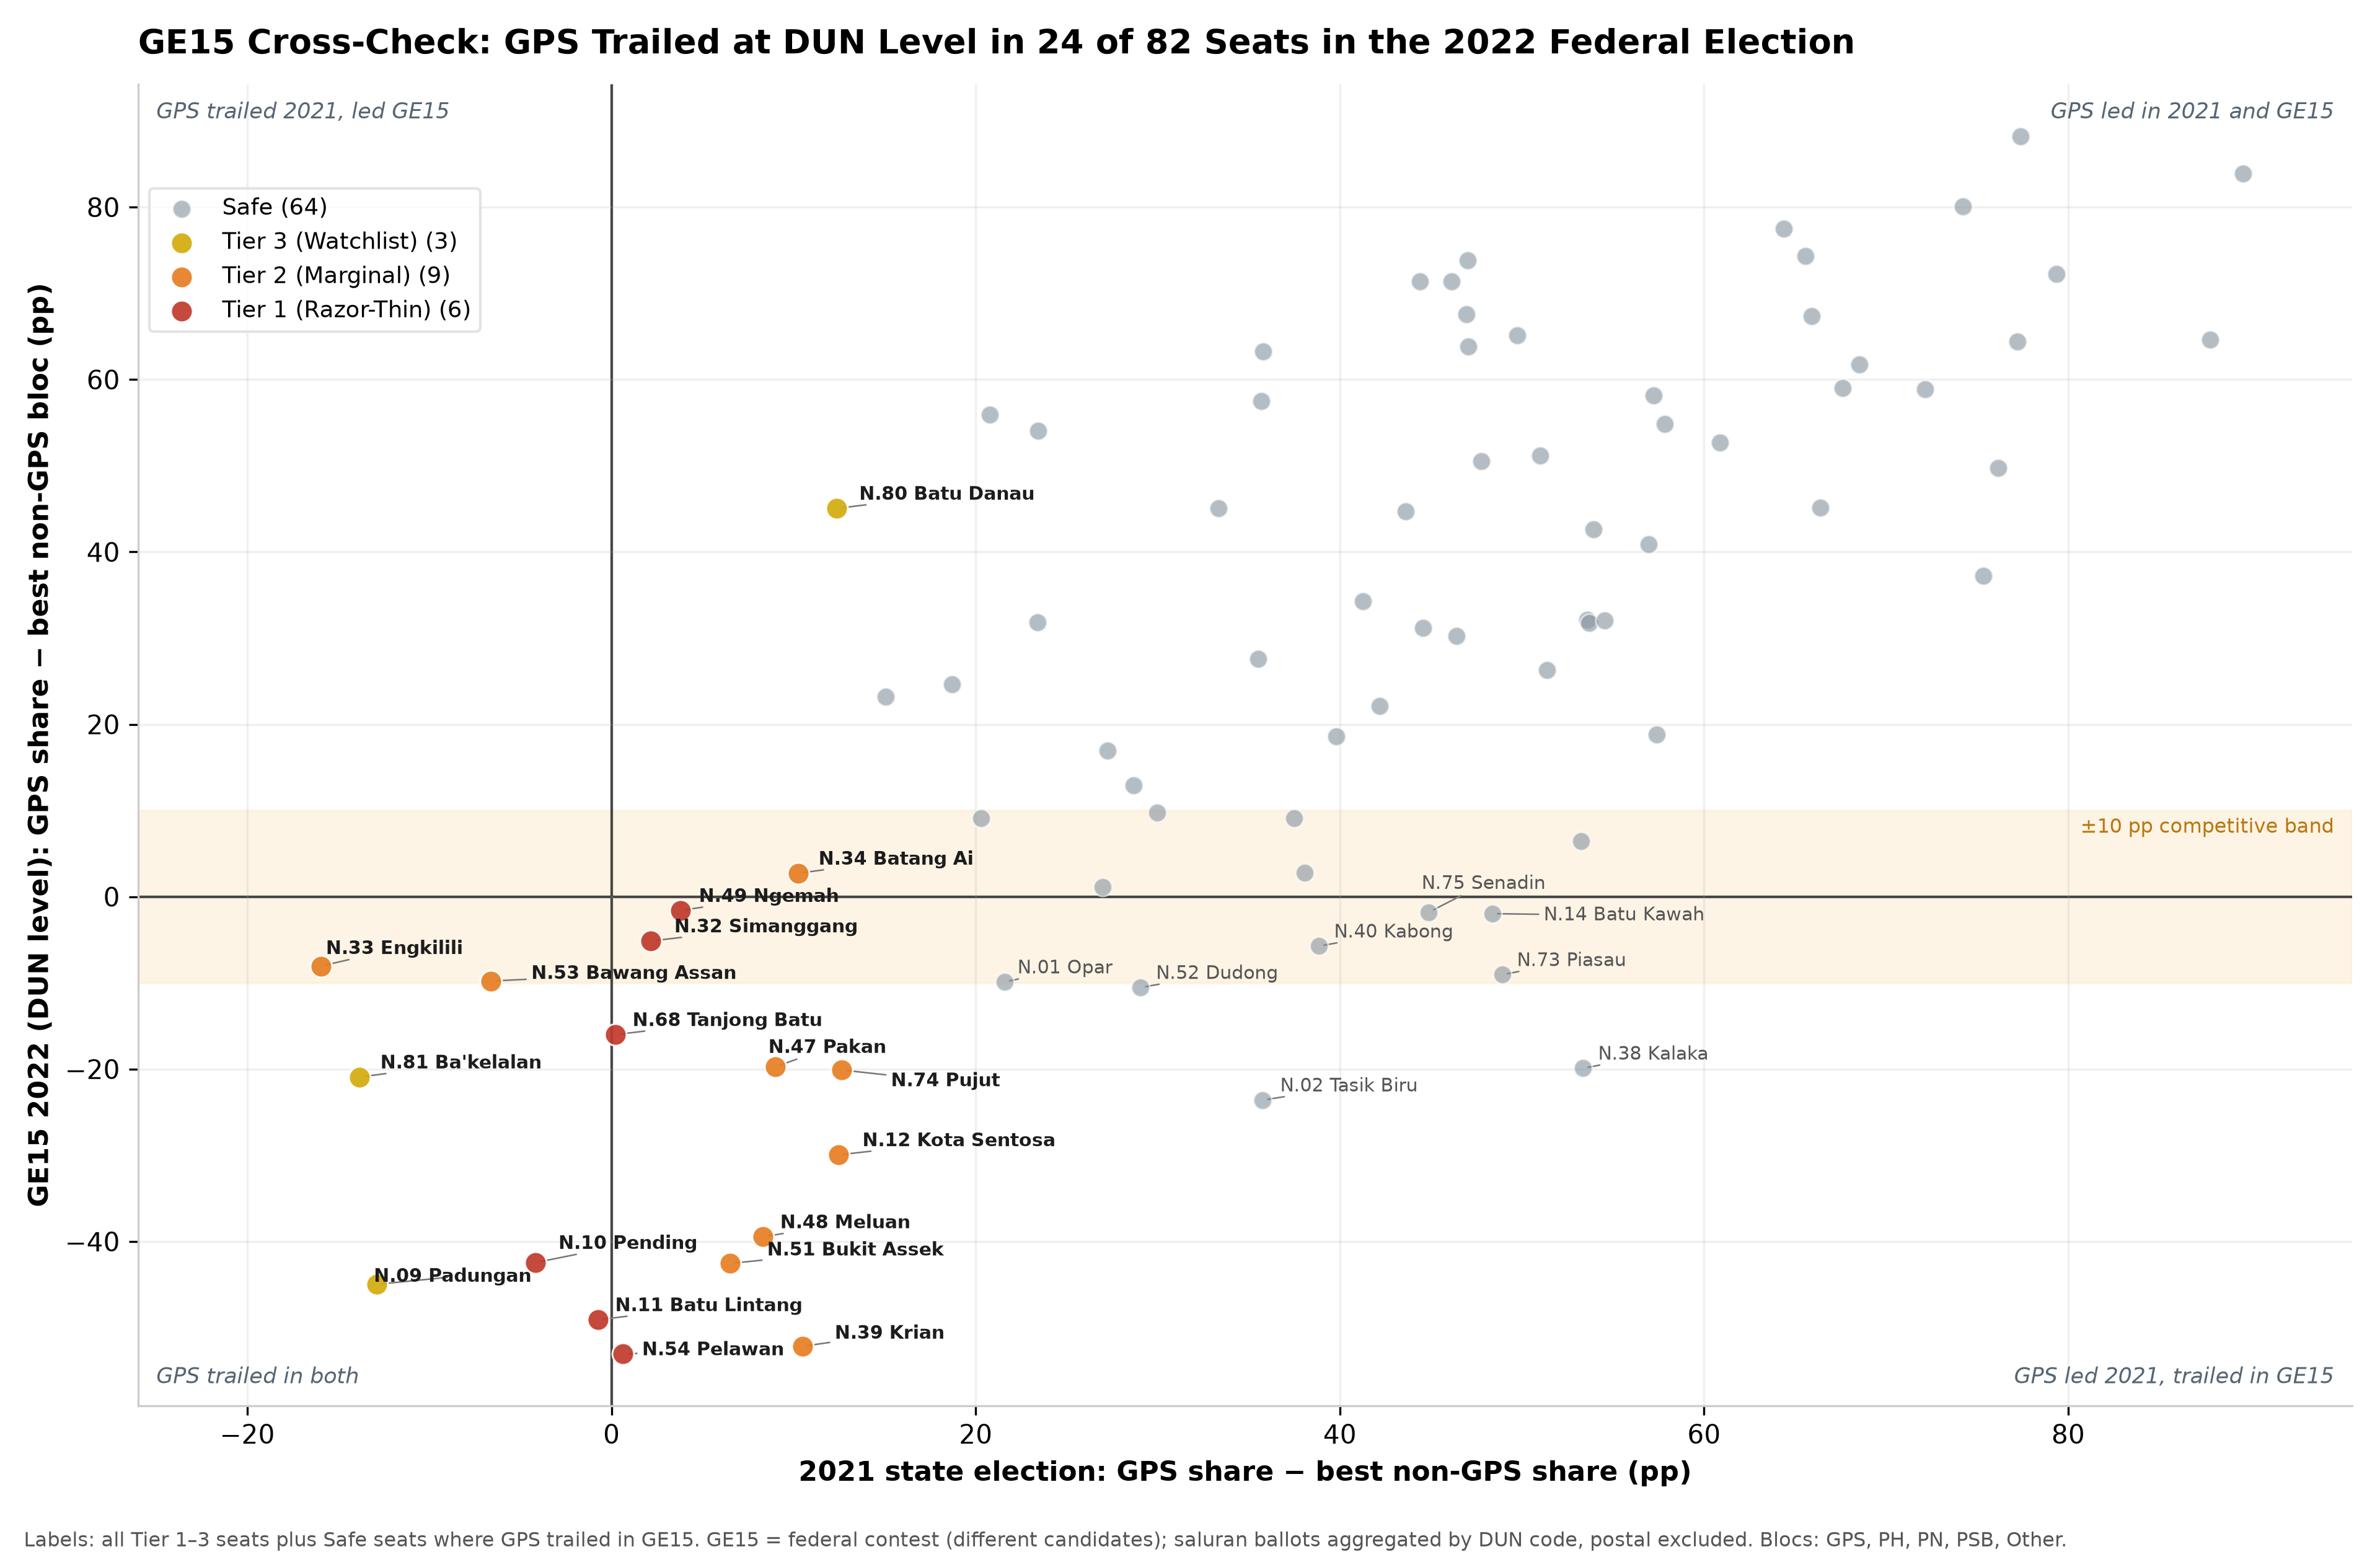 GE15 Cross-Check: GPS Trailed at DUN Level in 24 of 82 Seats in the 2022 Federal Election
GPS trailed 2021, led GE15
GPS led in 2021 and GE15
Safe (64)
Tier 3 (Watchlist) (3)
Tier 2 (Marginal) (9)
Tier 1 (Razor-Thin) (6)
GE15 2022 (DUN level): GPS share − best non-GPS bloc (pp)
80
60
40
20
0
−20
−40
N.80 Batu Danau
±10 pp competitive band
N.34 Batang Ai
N.49 Ngemah
N.75 Senadin
N.14 Batu Kawah
N.32 Simanggang
N.40 Kabong
N.33 Engkilili
N.73 Piasau
N.53 Bawang Assan
N.01 Opar
N.52 Dudong
N.68 Tanjong Batu
N.47 Pakan
N.38 Kalaka
N.81 Ba'kelalan
N.74 Pujut
N.02 Tasik Biru
N.12 Kota Sentosa
N.48 Meluan
N.10 Pending
N.51 Bukit Assek
N.09 Padungan
N.11 Batu Lintang
N.39 Krian
N.54 Pelawan
GPS trailed in both
GPS led 2021, trailed in GE15
−20
0
20
40
60
80
2021 state election: GPS share − best non-GPS share (pp)
Labels: all Tier 1–3 seats plus Safe seats where GPS trailed in GE15. GE15 = federal contest (different candidates); saluran ballots aggregated by DUN code, postal excluded. Blocs: GPS, PH, PN, PSB, Other.